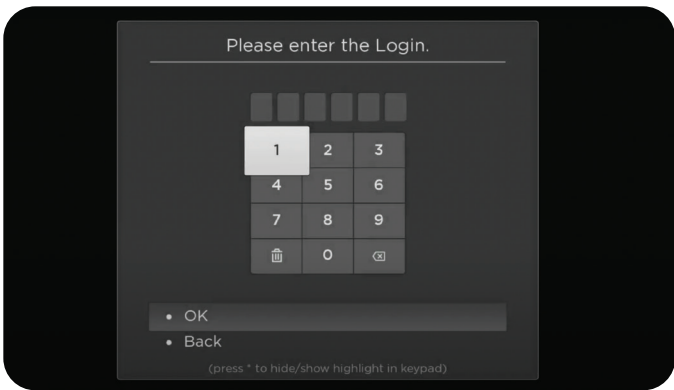 Please enter the Login.
1 2 3
4 5 6
7 8 9
0
• OK
• Back
(press * to hide/show highlight in keypad)